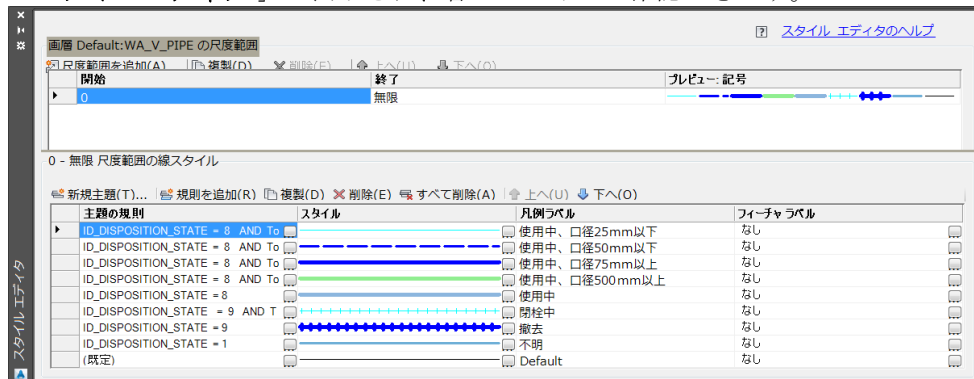 スタイル エディタのヘルプ
画層 Default:WA_V_PIPE の尺度範囲
尺度範囲を追加(A) 複製(D) 削除(E) 上へ(U) 下へ(O)
開始 終了 プレビュー: 記号
0 無限
0 - 無限 尺度範囲の線スタイル
新規主題(T)... 規則を追加(R) 複製(D) 削除(E) すべて削除(A) 上へ(U) 下へ(O)
主題の規則 スタイル 凡例ラベル フィーチャ ラベル
ID_DISPOSITION_STATE = 8 AND To 使用中、口径25mm以下 なし
ID_DISPOSITION_STATE = 8 AND To 使用中、口径50mm以下 なし
ID_DISPOSITION_STATE = 8 AND To 使用中、口径75mm以上 なし
ID_DISPOSITION_STATE = 8 AND To 使用中、口径500mm以上 なし
ID_DISPOSITION_STATE = 8 使用中 なし
ID_DISPOSITION_STATE = 9 AND T 閉栓中 なし
ID_DISPOSITION_STATE = 9 撤去 なし
ID_DISPOSITION_STATE = 1 不明 なし
(既定) Default なし
スタイル エディタ